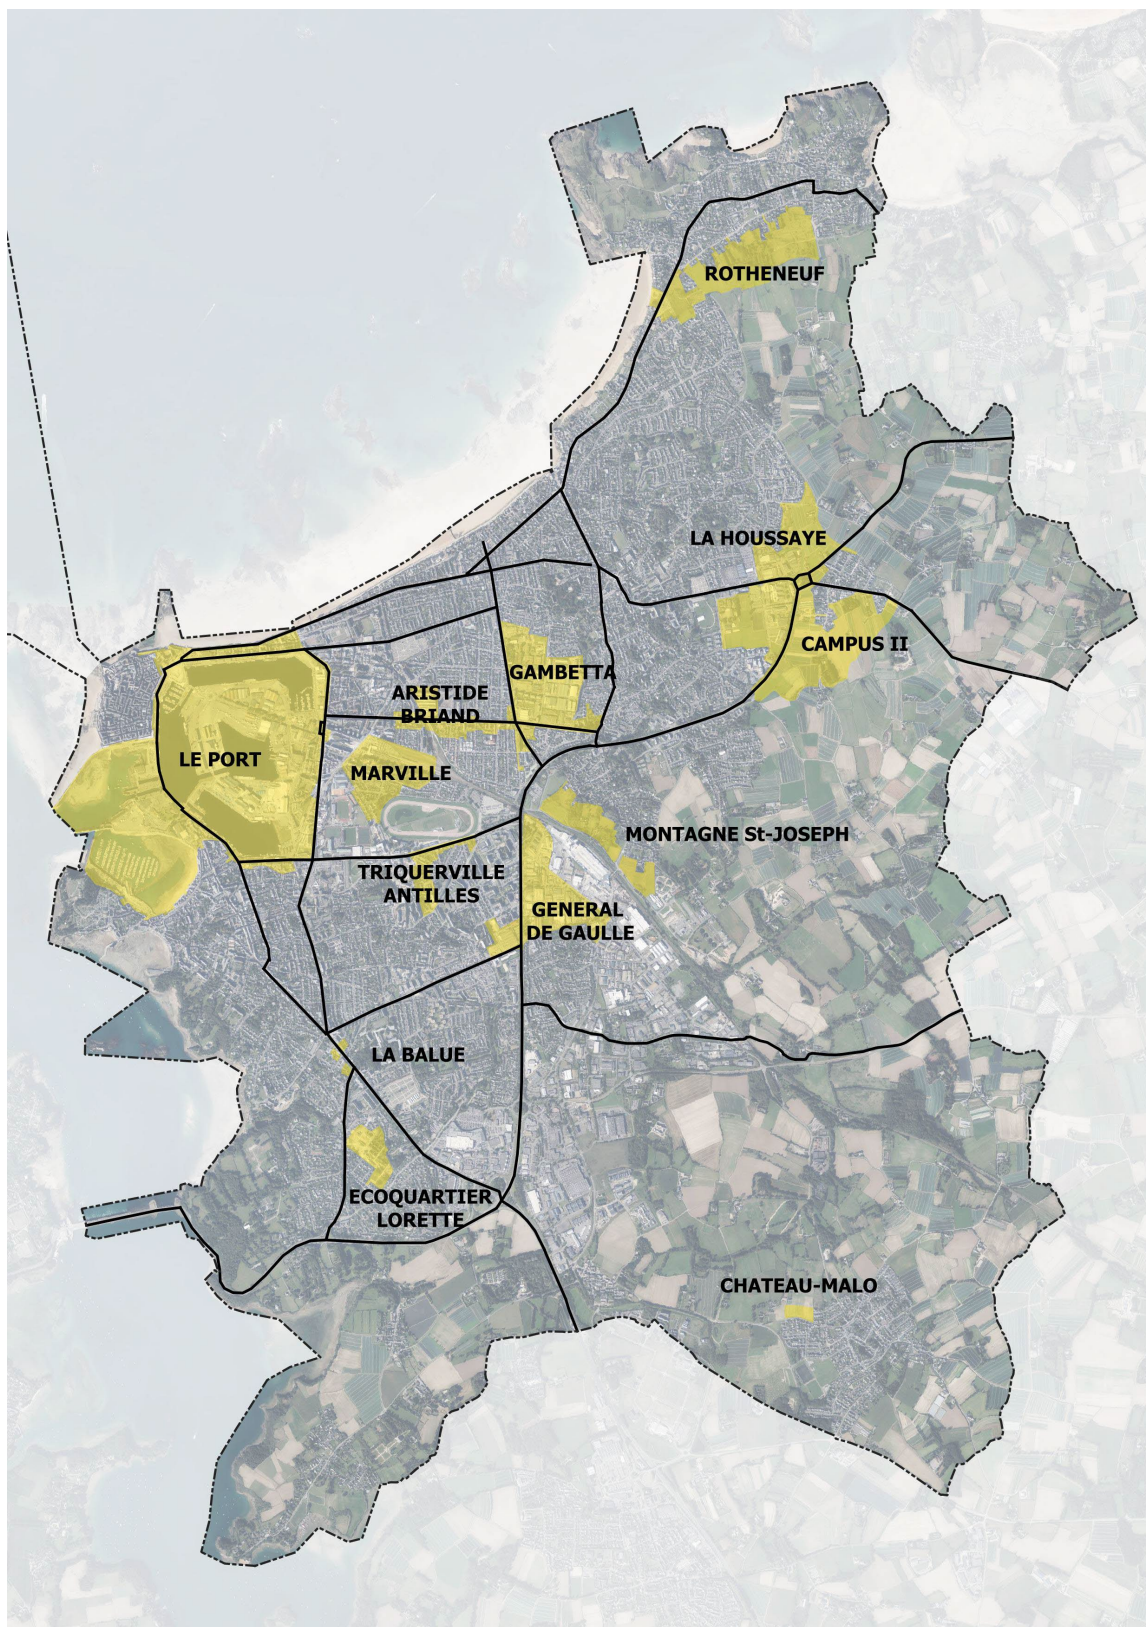 ROTHENEUF
LA HOUSSAYE
CAMPUS II
GAMBETTA
ARISTIDE
BRIAND
LE PORT
MARVILLE
MONTAGNE St-JOSEPH
TRIQUERVILLE
ANTILLES
GENERAL
DE GAULLE
LA BALUE
ECOQUARTIER
LORETTE
CHATEAU-MALO